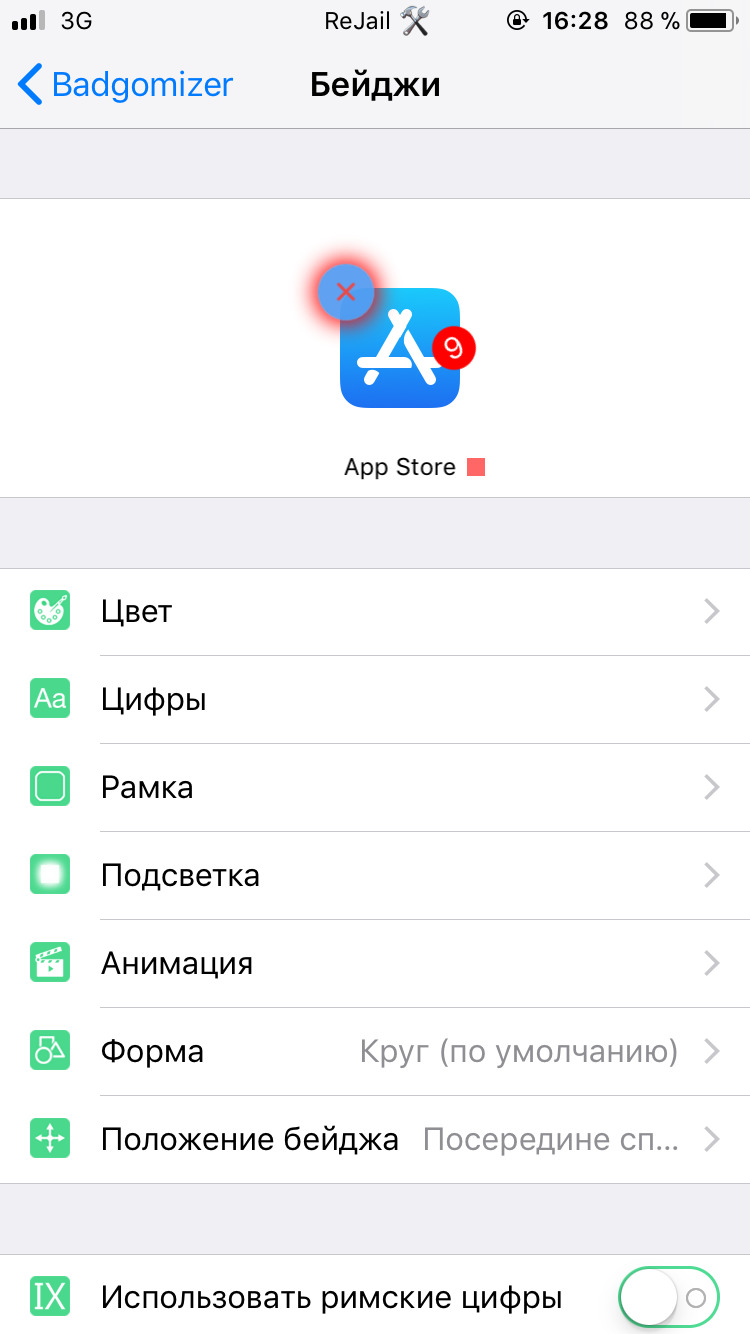 3G ReJail 16:28 88 %
Badgomizer Бейджи
9
App Store
Цвет
Aa Цифры
Рамка
Подсветка
Анимация
Форма Круг (по умолчанию)
Положение бейджа Посередине сп...
IX Использовать римские цифры